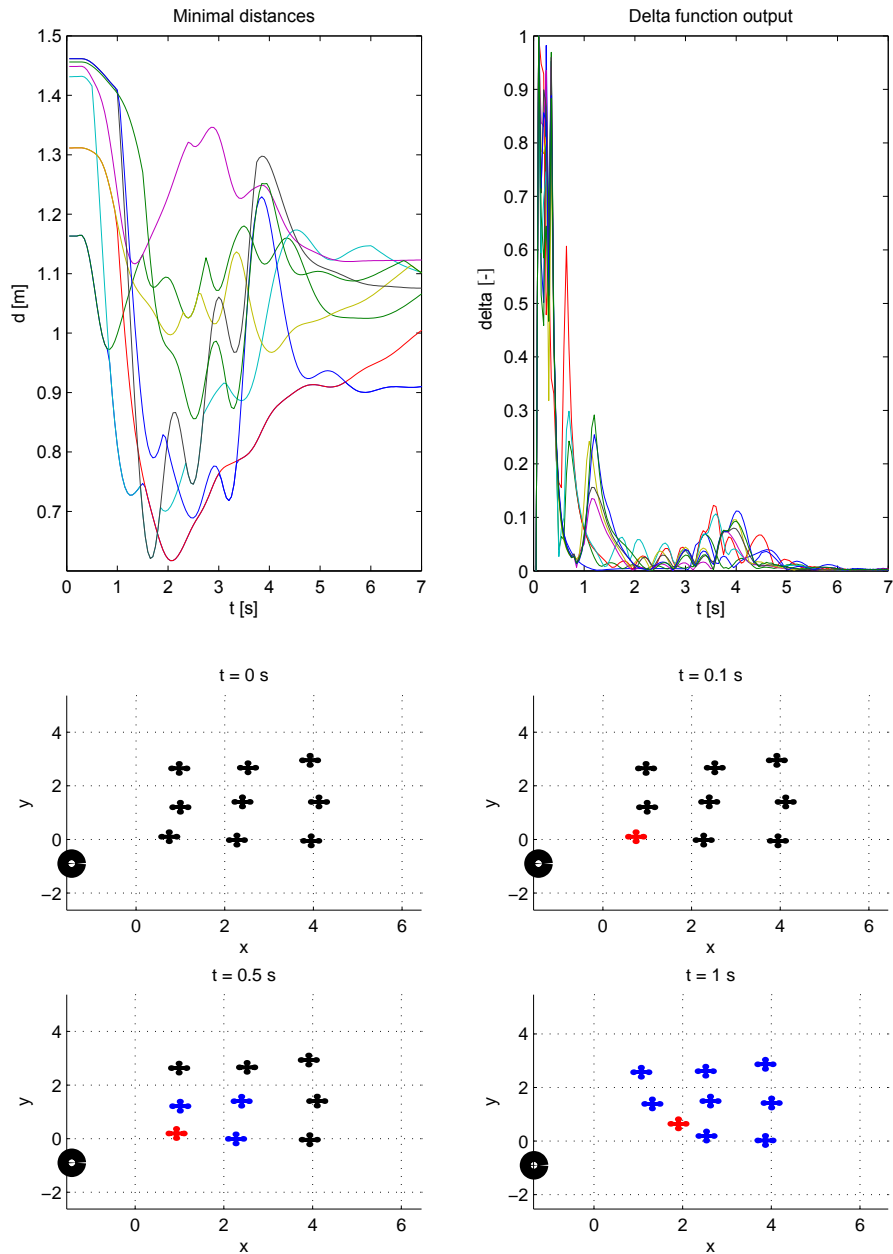 Minimal distances
1.5
1.4
1.3
1.2
1.1
1
0.9
0.8
0.7
d [m]
0 1 2 3 4 5 6 7
t [s]
Delta function output
1
0.9
0.8
0.7
0.6
0.5
0.4
0.3
0.2
0.1
0
delta [-]
0 1 2 3 4 5 6 7
t [s]
t = 0 s
4
2
0
−2
y
0 2 4 6
x
t = 0.1 s
4
2
0
−2
y
0 2 4 6
x
t = 0.5 s
4
2
0
−2
y
0 2 4 6
x
t = 1 s
4
2
0
−2
y
0 2 4 6
x